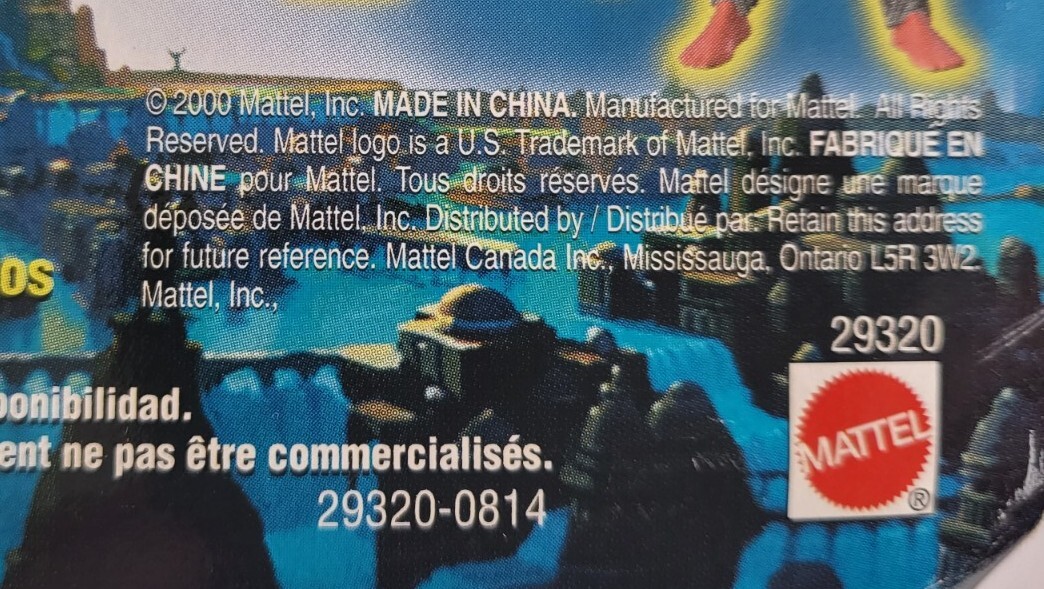 © 2000 Mattel, Inc. MADE IN CHINA. Manufactured for Mattel. All Rights
Reserved. Mattel logo is a U.S. Trademark of Mattel, Inc. FABRIQUÉ EN
CHINE pour Mattel. Tous droits réservés. Mattel désigne une marque
déposée de Mattel, Inc. Distributed by / Distribué par: Retain this address
for future reference. Mattel Canada Inc., Mississauga, Ontario L5R 3W2.
os
Mattel, Inc.,
29320
ponibilidad.
ent ne pas être commercialisés.
29320-0814
MATTEL
®